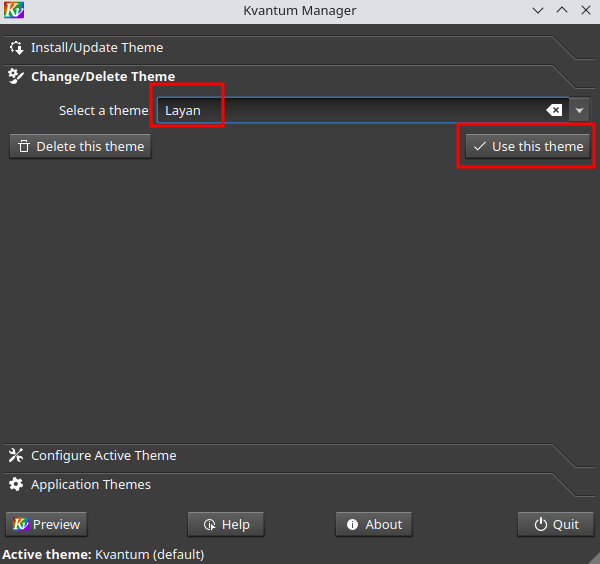 Kvantum Manager
Install/Update Theme
Change/Delete Theme
Select a theme: Layan
Delete this theme Use this theme
Configure Active Theme
Application Themes
Preview Help About Quit
Active theme: Kvantum (default)